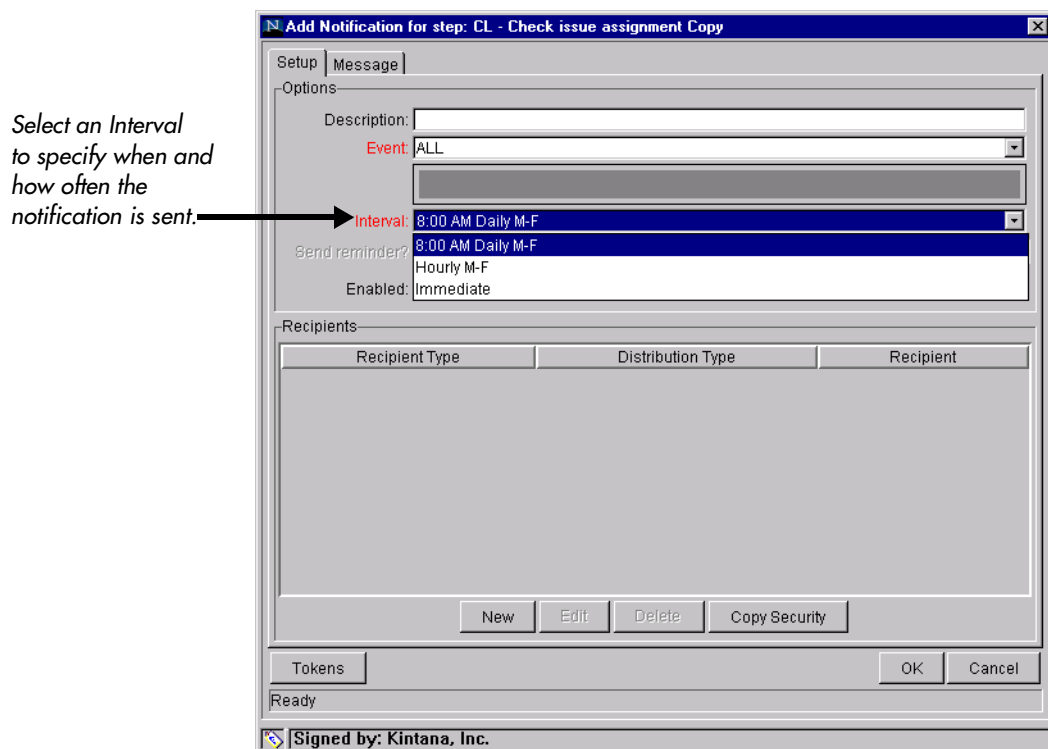 Add Notification for step: CL - Check issue assignment Copy
Setup
Message
Options
Description:
Event: ALL
Select an Interval
to specify when and
how often the
notification is sent.
Interval: 8:00 AM Daily M-F
Send reminder? 8:00 AM Daily M-F
Hourly M-F
Enabled: Immediate
Recipients
Recipient Type Distribution Type Recipient
New Edit Delete Copy Security
Tokens OK Cancel
Ready
Signed by: Kintana, Inc.